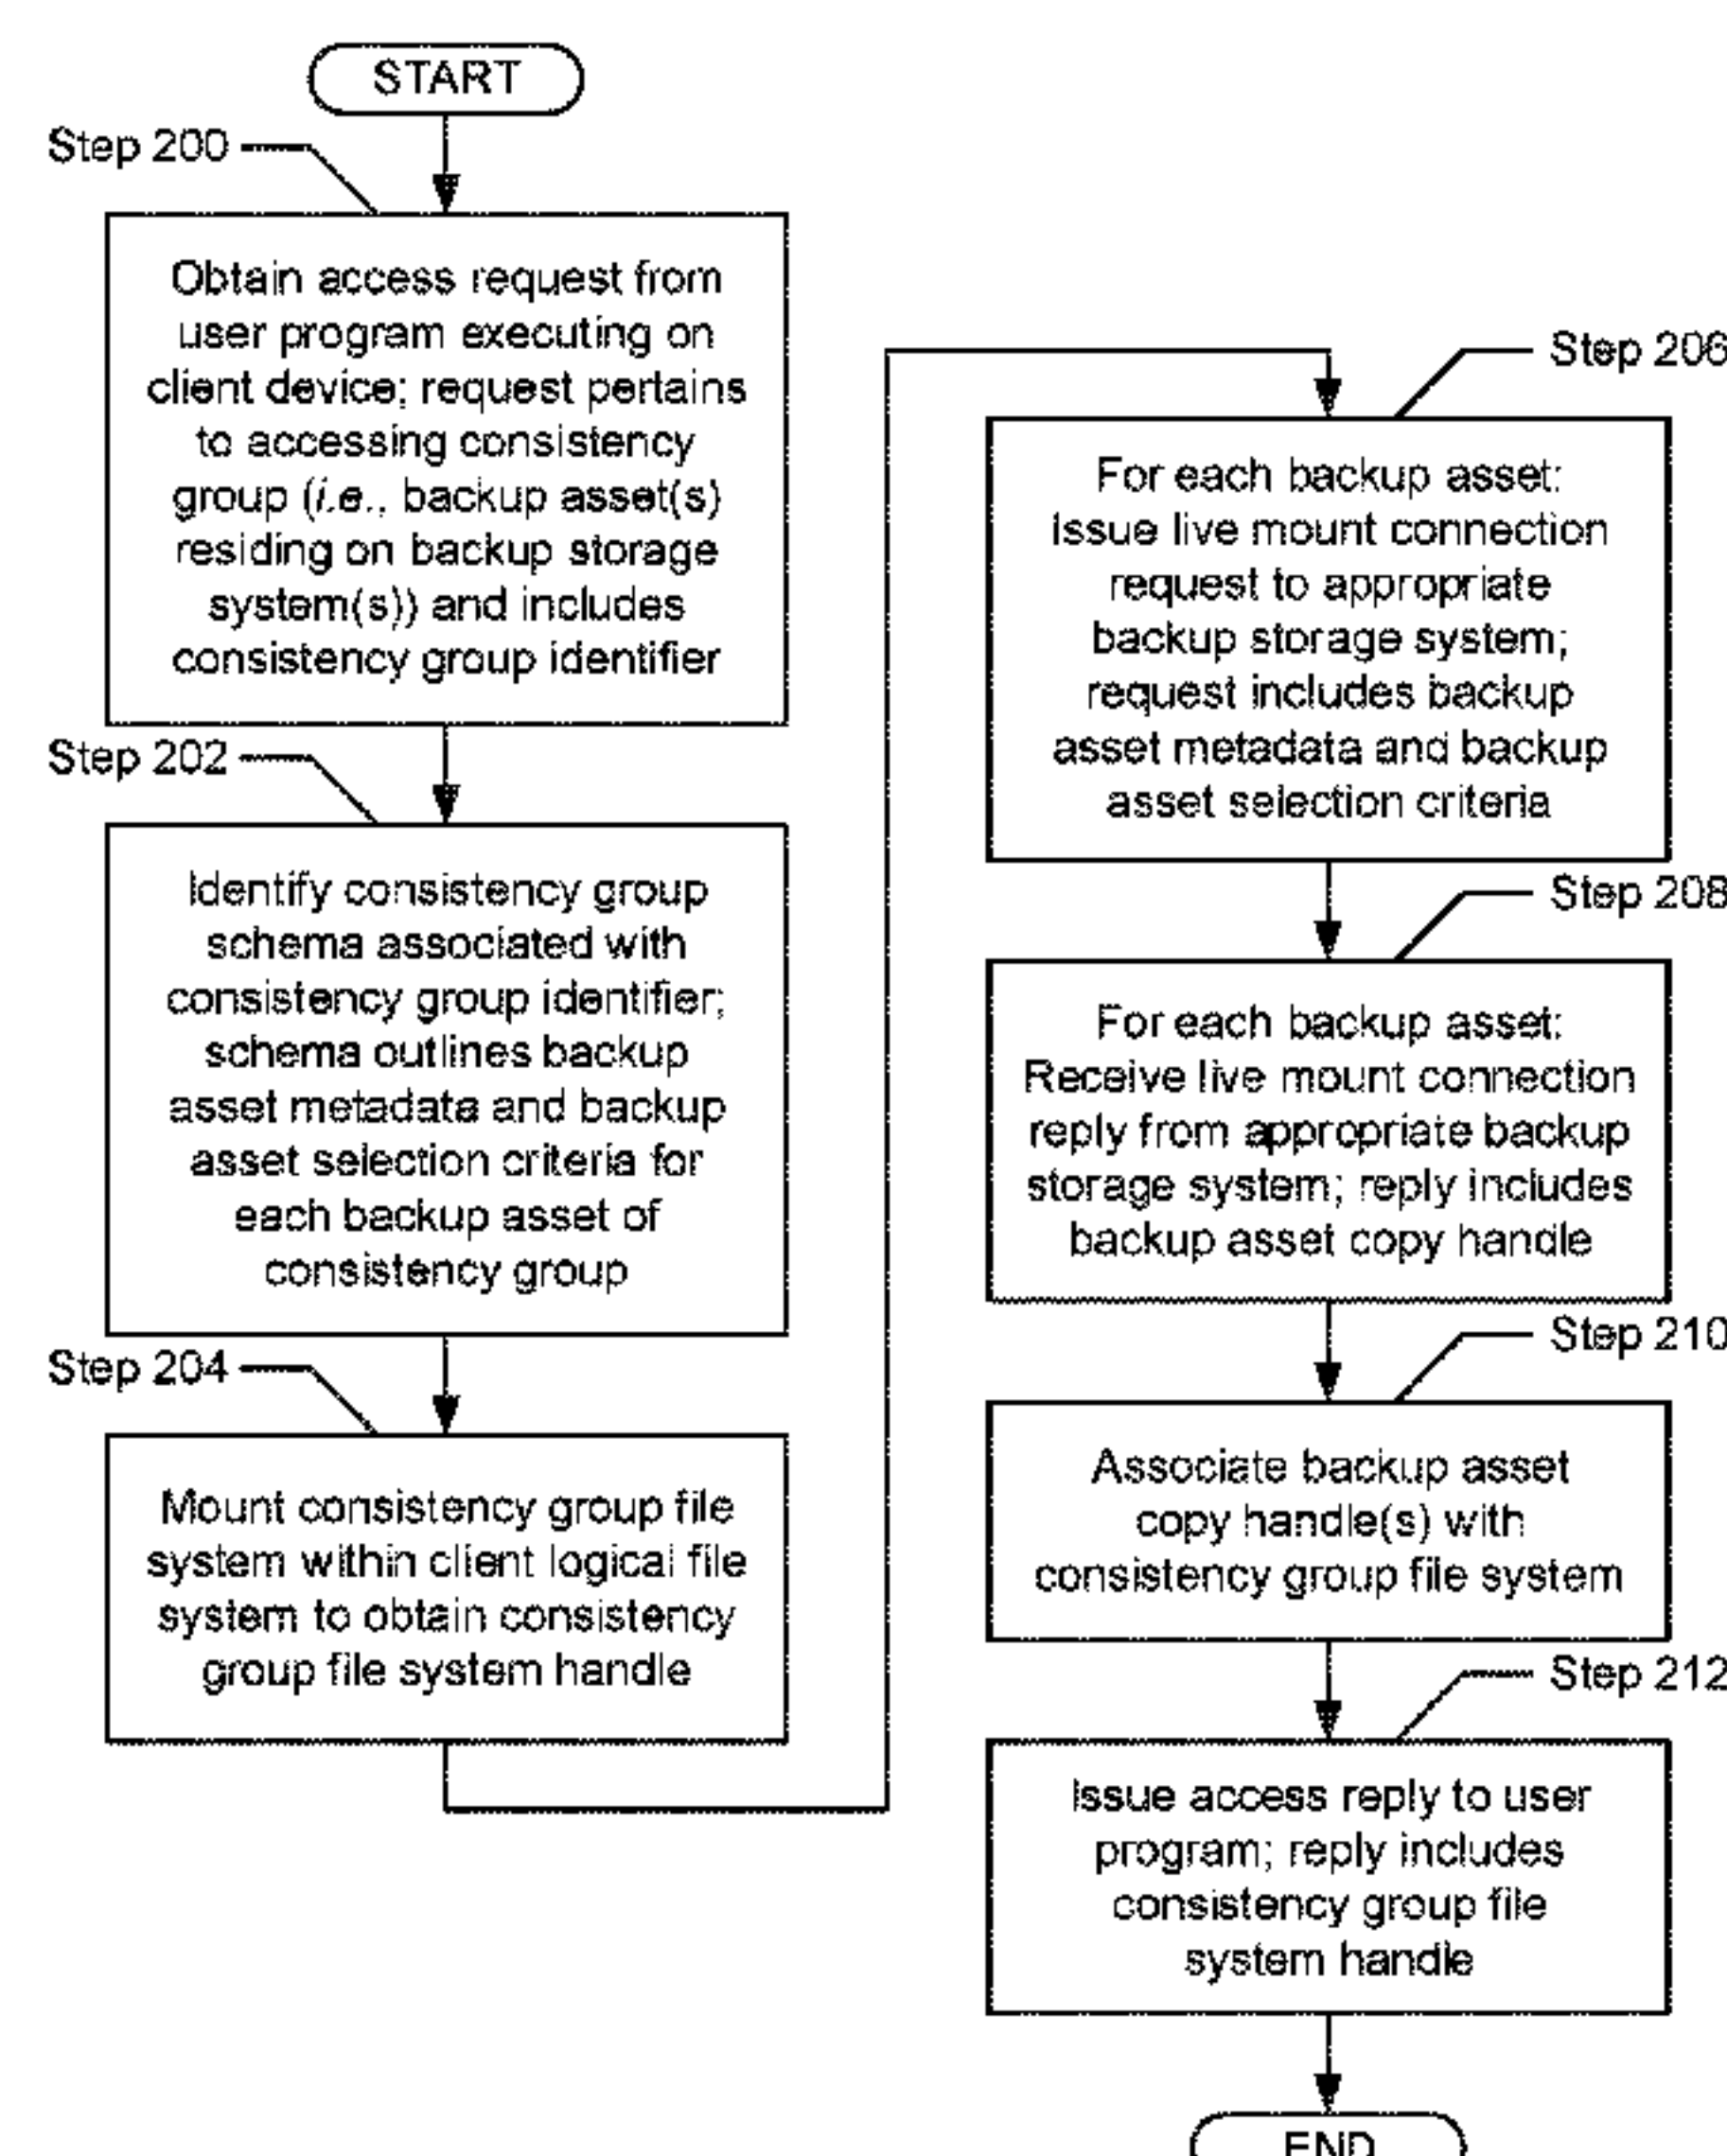 START
Step 200
Obtain access request from
user program executing on
client device; request pertains
to accessing consistency
group (i.e., backup asset(s)
residing on backup storage
system(s)) and includes
consistency group identifier
Step 202
Identify consistency group
schema associated with
consistency group identifier;
schema outlines backup
asset metadata and backup
asset selection criteria for
each backup asset of
consistency group
Step 204
Mount consistency group file
system within client logical file
system to obtain consistency
group file system handle
Step 206
For each backup asset:
Issue live mount connection
request to appropriate
backup storage system;
request includes backup
asset metadata and backup
asset selection criteria
Step 208
For each backup asset:
Receive live mount connection
reply from appropriate backup
storage system; reply includes
backup asset copy handle
Step 210
Associate backup asset
copy handle(s) with
consistency group file system
Step 212
Issue access reply to user
program; reply includes
consistency group file
system handle
END